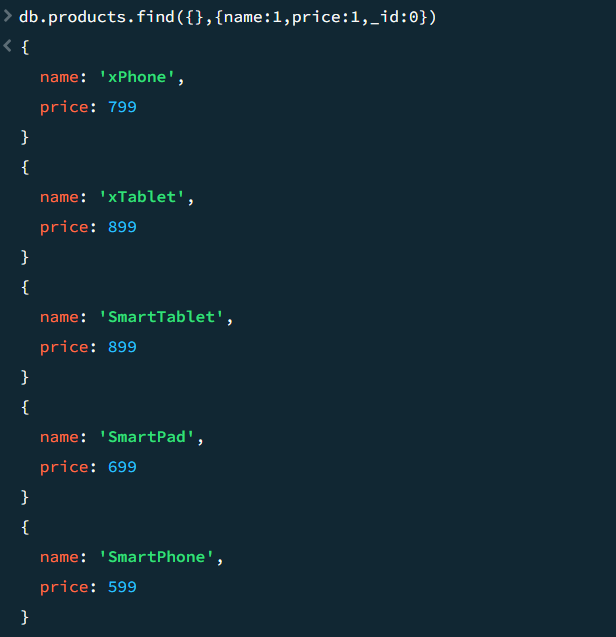 > db.products.find({},{name:1,price:1,_id:0})
< {
name: 'xPhone',
price: 799
}
{
name: 'xTablet',
price: 899
}
{
name: 'SmartTablet',
price: 899
}
{
name: 'SmartPad',
price: 699
}
{
name: 'SmartPhone',
price: 599
}